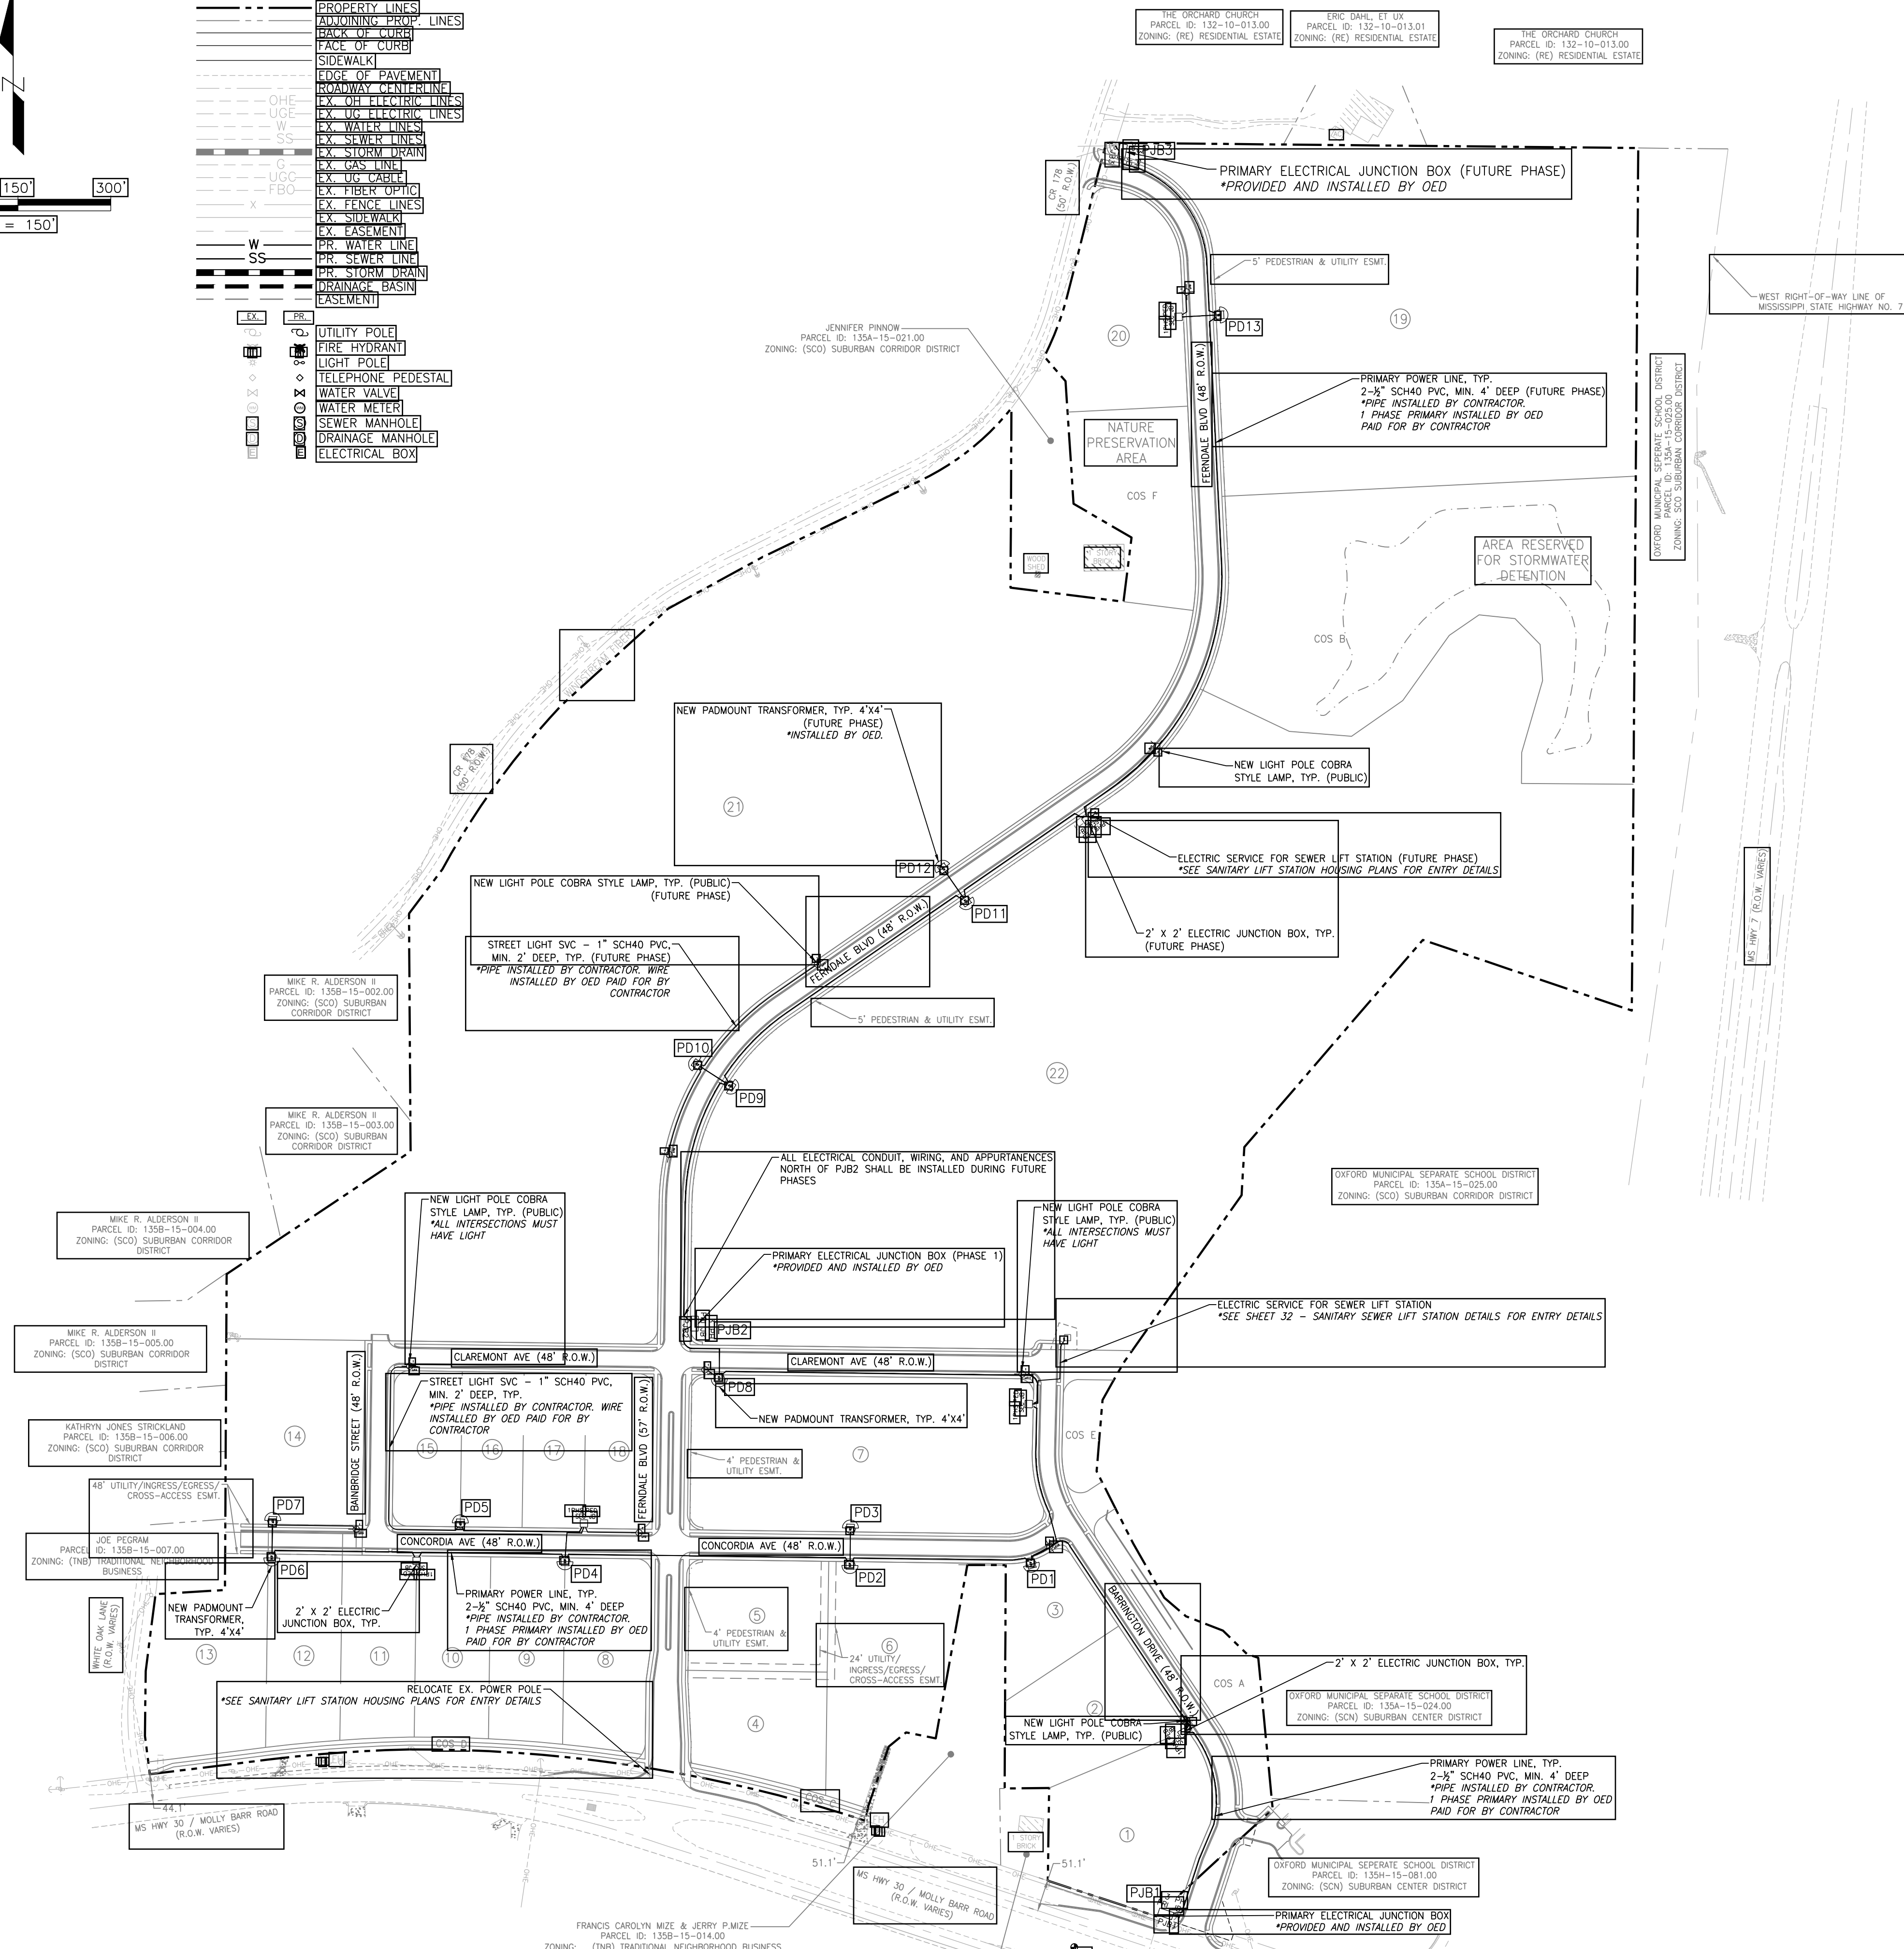 PROPERTY LINES
ADJOINING PROP. LINES
BACK OF CURB
FACE OF CURB
SIDEWALK
EDGE OF PAVEMENT
ROADWAY CENTERLINE
OHE EX. OH ELECTRIC LINES
UGE EX. UG ELECTRIC LINES
W EX. WATER LINES
SS EX. SEWER LINES
EX. STORM DRAIN
G EX. GAS LINE
UGC EX. UG CABLE
FBO EX. FIBER OPTIC
X EX. FENCE LINES
EX. SIDEWALK
EX. EASEMENT
W PR. WATER LINE
SS PR. SEWER LINE
PR. STORM DRAIN
DRAINAGE BASIN
EASEMENT
Z
150' 300'
= 150'
EX. PR.
UTILITY POLE
FIRE HYDRANT
LIGHT POLE
TELEPHONE PEDESTAL
WATER VALVE
WATER METER
S S SEWER MANHOLE
D D DRAINAGE MANHOLE
E E ELECTRICAL BOX
THE ORCHARD CHURCH
PARCEL ID: 132-10-013.00
ZONING: (RE) RESIDENTIAL ESTATE
ERIC DAHL, ET UX
PARCEL ID: 132-10-013.01
ZONING: (RE) RESIDENTIAL ESTATE
THE ORCHARD CHURCH
PARCEL ID: 132-10-013.00
ZONING: (RE) RESIDENTIAL ESTATE
PJB3
PRIMARY ELECTRICAL JUNCTION BOX (FUTURE PHASE)
*PROVIDED AND INSTALLED BY OED
CR 178
(50' R.O.W.)
5' PEDESTRIAN & UTILITY ESMT.
WEST RIGHT-OF-WAY LINE OF
MISSISSIPPI STATE HIGHWAY NO. 7
JENNIFER PINNOW
PARCEL ID: 135A-15-021.00
ZONING: (SCO) SUBURBAN CORRIDOR DISTRICT
20
19
PD13
FERNDALE BLVD (48' R.O.W.)
PRIMARY POWER LINE, TYP.
2-½" SCH40 PVC, MIN. 4' DEEP (FUTURE PHASE)
*PIPE INSTALLED BY CONTRACTOR.
1 PHASE PRIMARY INSTALLED BY OED
PAID FOR BY CONTRACTOR
OXFORD MUNICIPAL SEPERATE SCHOOL DISTRICT
PARCEL ID: 135A-15-025.00
ZONING: SCO SUBURBAN CORRIDOR DISTRICT
NATURE
PRESERVATION
AREA
COS F
WOOD
SHED
1 STORY
BRICK
AREA RESERVED
FOR STORMWATER
DETENTION
COS B
WINDSTREAM FIBER
CR 178
(50' R.O.W.)
NEW PADMOUNT TRANSFORMER, TYP. 4'X4'
(FUTURE PHASE)
*INSTALLED BY OED.
21
NEW LIGHT POLE COBRA
STYLE LAMP, TYP. (PUBLIC)
ELECTRIC SERVICE FOR SEWER LIFT STATION (FUTURE PHASE)
*SEE SANITARY LIFT STATION HOUSING PLANS FOR ENTRY DETAILS
PD12
PD11
NEW LIGHT POLE COBRA STYLE LAMP, TYP. (PUBLIC)
(FUTURE PHASE)
FERNDALE BLVD (48' R.O.W.)
2' X 2' ELECTRIC JUNCTION BOX, TYP.
(FUTURE PHASE)
MS HWY 7 (R.O.W. VARIES)
STREET LIGHT SVC - 1" SCH40 PVC,
MIN. 2' DEEP, TYP. (FUTURE PHASE)
*PIPE INSTALLED BY CONTRACTOR. WIRE
INSTALLED BY OED PAID FOR BY
CONTRACTOR
MIKE R. ALDERSON II
PARCEL ID: 135B-15-002.00
ZONING: (SCO) SUBURBAN
CORRIDOR DISTRICT
5' PEDESTRIAN & UTILITY ESMT.
PD10
PD9
22
MIKE R. ALDERSON II
PARCEL ID: 135B-15-003.00
ZONING: (SCO) SUBURBAN
CORRIDOR DISTRICT
ALL ELECTRICAL CONDUIT, WIRING, AND APPURTANENCES
NORTH OF PJB2 SHALL BE INSTALLED DURING FUTURE
PHASES
OXFORD MUNICIPAL SEPARATE SCHOOL DISTRICT
PARCEL ID: 135A-15-025.00
ZONING: (SCO) SUBURBAN CORRIDOR DISTRICT
NEW LIGHT POLE COBRA
STYLE LAMP, TYP. (PUBLIC)
*ALL INTERSECTIONS MUST
HAVE LIGHT
NEW LIGHT POLE COBRA
STYLE LAMP, TYP. (PUBLIC)
*ALL INTERSECTIONS MUST
HAVE LIGHT
MIKE R. ALDERSON II
PARCEL ID: 135B-15-004.00
ZONING: (SCO) SUBURBAN CORRIDOR
DISTRICT
PRIMARY ELECTRICAL JUNCTION BOX (PHASE 1)
*PROVIDED AND INSTALLED BY OED
ELECTRIC SERVICE FOR SEWER LIFT STATION
*SEE SHEET 32 - SANITARY SEWER LIFT STATION DETAILS FOR ENTRY DETAILS
PJB2
MIKE R. ALDERSON II
PARCEL ID: 135B-15-005.00
ZONING: (SCO) SUBURBAN CORRIDOR
DISTRICT
CLAREMONT AVE (48' R.O.W.)
CLAREMONT AVE (48' R.O.W.)
BAINBRIDGE STREET (48' R.O.W.)
STREET LIGHT SVC - 1" SCH40 PVC,
MIN. 2' DEEP, TYP.
*PIPE INSTALLED BY CONTRACTOR. WIRE
INSTALLED BY OED PAID FOR BY
CONTRACTOR
FERNDALE BLVD (57' R.O.W.)
PD8
NEW PADMOUNT TRANSFORMER, TYP. 4'X4'
KATHRYN JONES STRICKLAND
PARCEL ID: 135B-15-006.00
ZONING: (SCO) SUBURBAN CORRIDOR
DISTRICT
14
15
16
17
18
7
COS E
4' PEDESTRIAN &
UTILITY ESMT.
48' UTILITY/INGRESS/EGRESS/
CROSS-ACCESS ESMT.
PD7
PD5
PD3
JOE PEGRAM
PARCEL ID: 135B-15-007.00
ZONING: (TNB) TRADITIONAL NEIGHBORHOOD
BUSINESS
CONCORDIA AVE (48' R.O.W.)
CONCORDIA AVE (48' R.O.W.)
PD6
PD4
PD2
PD1
WHITE OAK LANE
(R.O.W. VARIES)
NEW PADMOUNT
TRANSFORMER,
TYP. 4'X4'
2' X 2' ELECTRIC
JUNCTION BOX, TYP.
PRIMARY POWER LINE, TYP.
2-½" SCH40 PVC, MIN. 4' DEEP
*PIPE INSTALLED BY CONTRACTOR.
1 PHASE PRIMARY INSTALLED BY OED
PAID FOR BY CONTRACTOR
5
4' PEDESTRIAN &
UTILITY ESMT.
6
24' UTILITY/
INGRESS/EGRESS/
CROSS-ACCESS ESMT.
3
BARRINGTON DRIVE (48' R.O.W.)
13
12
11
10
9
8
RELOCATE EX. POWER POLE
*SEE SANITARY LIFT STATION HOUSING PLANS FOR ENTRY DETAILS
2' X 2' ELECTRIC JUNCTION BOX, TYP.
COS A
OXFORD MUNICIPAL SEPARATE SCHOOL DISTRICT
PARCEL ID: 135A-15-024.00
ZONING: (SCN) SUBURBAN CENTER DISTRICT
2
4
NEW LIGHT POLE COBRA
STYLE LAMP, TYP. (PUBLIC)
COS D
PRIMARY POWER LINE, TYP.
2-½" SCH40 PVC, MIN. 4' DEEP
*PIPE INSTALLED BY CONTRACTOR.
1 PHASE PRIMARY INSTALLED BY OED
PAID FOR BY CONTRACTOR
COS C
44.1'
MS HWY 30 / MOLLY BARR ROAD
(R.O.W. VARIES)
1 STORY
BRICK
1
51.1'
51.1'
MS HWY 30 / MOLLY BARR ROAD
(R.O.W. VARIES)
OXFORD MUNICIPAL SEPERATE SCHOOL DISTRICT
PARCEL ID: 135H-15-081.00
ZONING: (SCN) SUBURBAN CENTER DISTRICT
PJB1
PRIMARY ELECTRICAL JUNCTION BOX
*PROVIDED AND INSTALLED BY OED
FRANCIS CAROLYN MIZE & JERRY P.MIZE
PARCEL ID: 135B-15-014.00
ZONING: (TNB) TRADITIONAL NEIGHBORHOOD BUSINESS